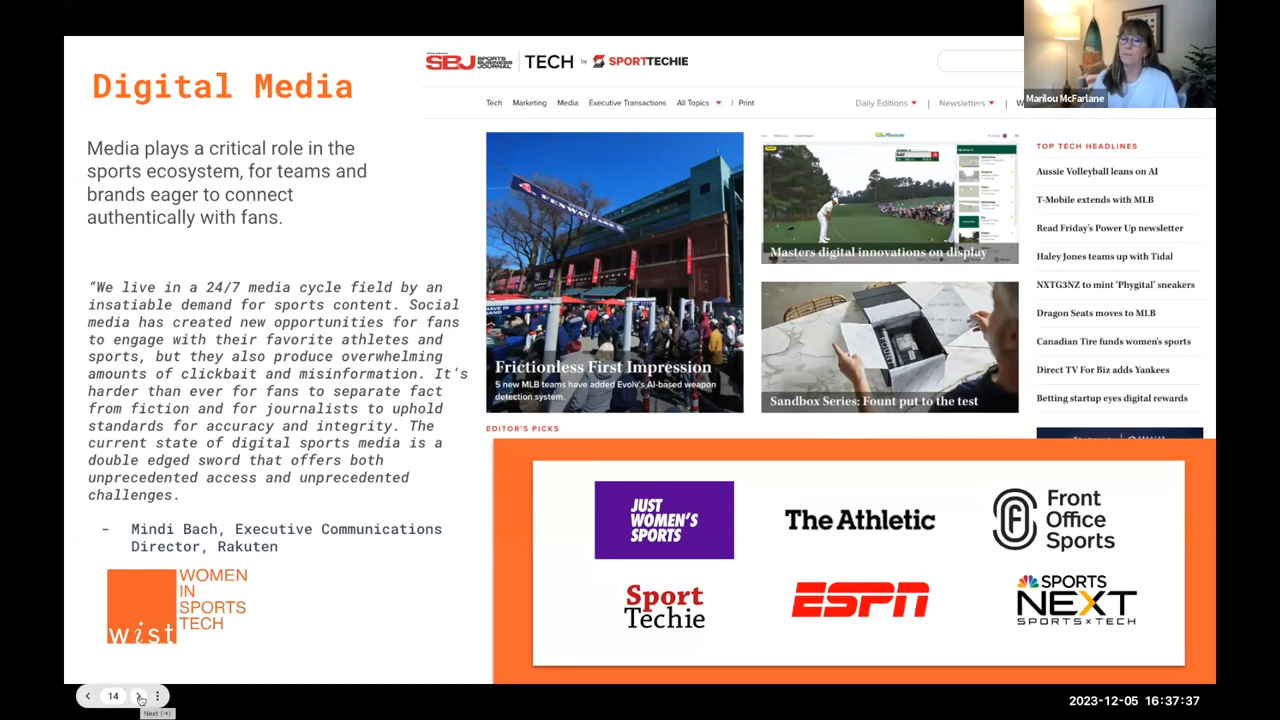 Digital Media
Media plays a critical role in the
sports ecosystem, for teams and
brands eager to connect
authentically with fans.
“We live in a 24/7 media cycle field by an
insatiable demand for sports content. Social
media has created new opportunities for fans
to engage with their favorite athletes and
sports, but they also produce overwhelming
amounts of clickbait and misinformation. It’s
harder than ever for fans to separate fact
from fiction and for journalists to uphold
standards for accuracy and integrity. The
current state of digital sports media is a
double edged sword that offers both
unprecedented access and unprecedented
challenges.
- Mindi Bach, Executive Communications
Director, Rakuten
wist
WOMEN
IN
SPORTS
TECH
SBJ SPORTS BUSINESS JOURNAL | TECH by SPORTTECHIE
Tech Marketing Media Executive Transactions All Topics | Print
Daily Editions | Newsletters | W
Marilou McFarlane
FENWAY PARK
Frictionless First Impression
5 new MLB teams have added Evolv's AI-based weapon
detection system.
Masters digital innovations on display
Sandbox Series: Fount put to the test
TOP TECH HEADLINES
Aussie Volleyball leans on AI
T-Mobile extends with MLB
Read Friday's Power Up newsletter
Haley Jones teams up with Tidal
NXTG3NZ to mint ‘Phygital’ sneakers
Dragon Seats moves to MLB
Canadian Tire funds women's sports
Direct TV For Biz adds Yankees
Betting startup eyes digital rewards
EDITOR'S PICKS
JUST
WOMEN'S
SPORTS
The Athletic
Front
Office
Sports
Sport
Techie
ESPN
SPORTS
NEXT
SPORTS x TECH
14
Next (→)
2023-12-05 16:37:37